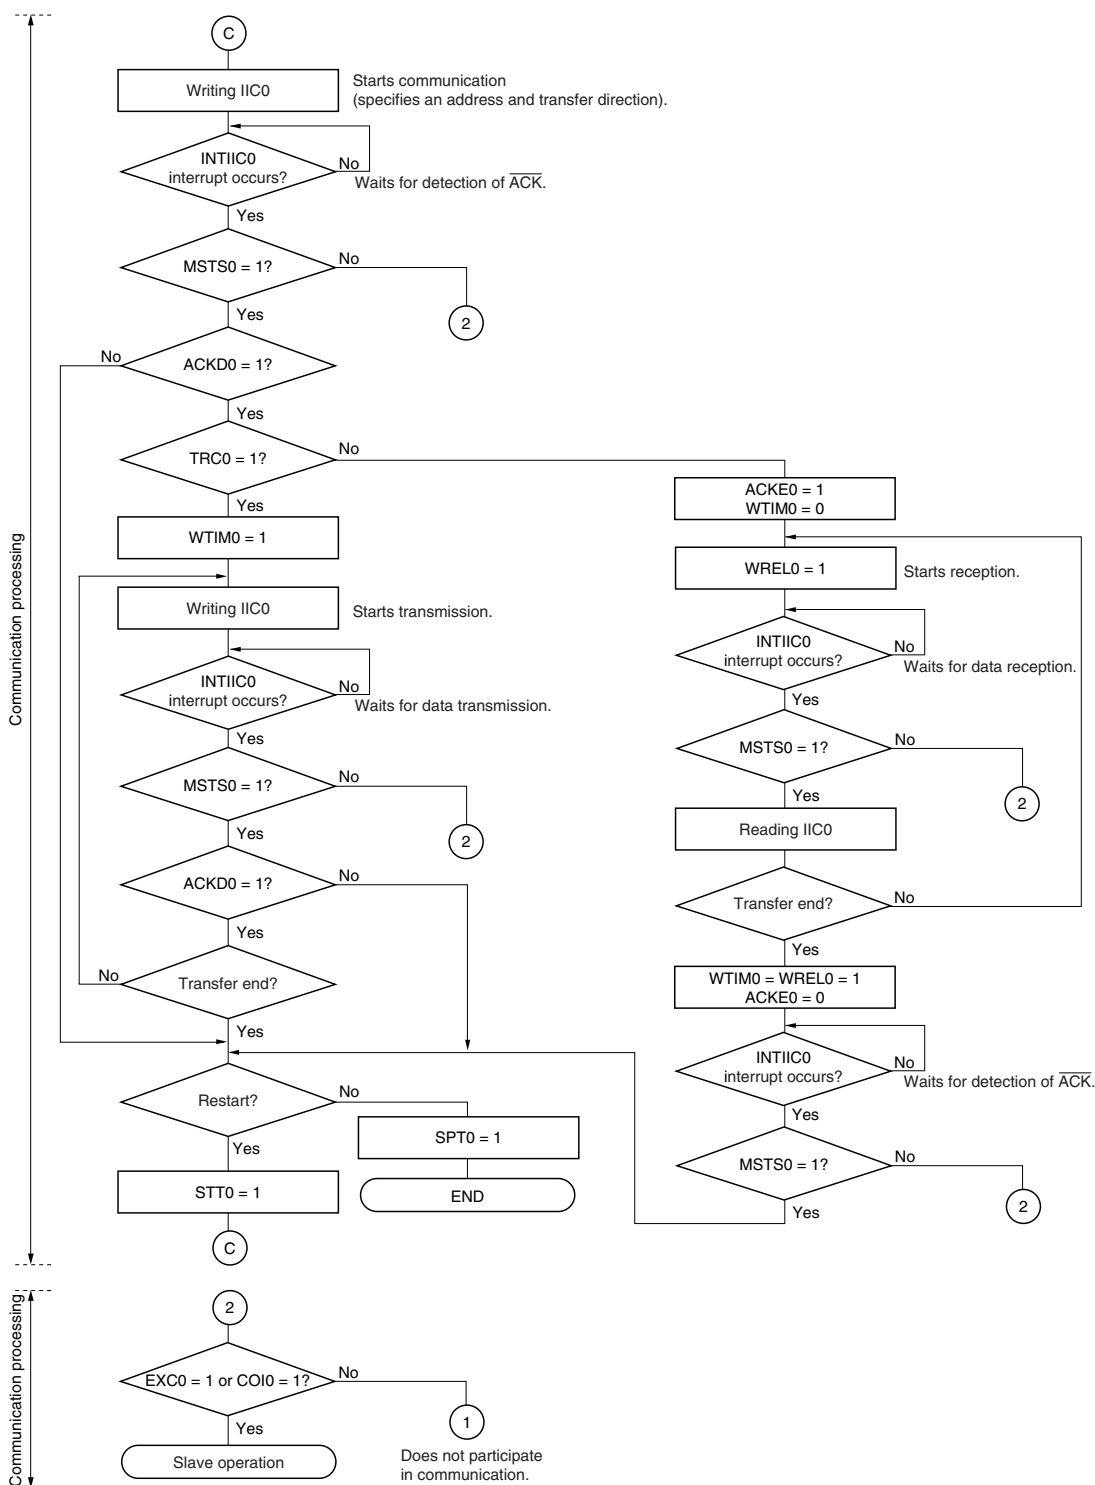 C
Writing IIC0
Starts communication
(specifies an address and transfer direction).
INTIIC0
interrupt occurs?
No
Waits for detection of ACK.
Yes
MSTS0 = 1?
No
2
Yes
No
ACKD0 = 1?
Yes
TRC0 = 1?
No
Yes
WTIM0 = 1
Writing IIC0
Starts transmission.
INTIIC0
interrupt occurs?
No
Waits for data transmission.
Yes
MSTS0 = 1?
No
2
Yes
ACKD0 = 1?
No
Yes
No
Transfer end?
Yes
Restart?
No
SPT0 = 1
END
Yes
STT0 = 1
C
ACKE0 = 1
WTIM0 = 0
WREL0 = 1
Starts reception.
INTIIC0
interrupt occurs?
No
Waits for data reception.
Yes
MSTS0 = 1?
No
2
Yes
Reading IIC0
Transfer end?
No
Yes
WTIM0 = WREL0 = 1
ACKE0 = 0
INTIIC0
interrupt occurs?
No
Waits for detection of ACK.
Yes
MSTS0 = 1?
No
2
Yes
Communication processing
2
EXC0 = 1 or COI0 = 1?
No
1
Does not participate
in communication.
Yes
Slave operation
Communication processing